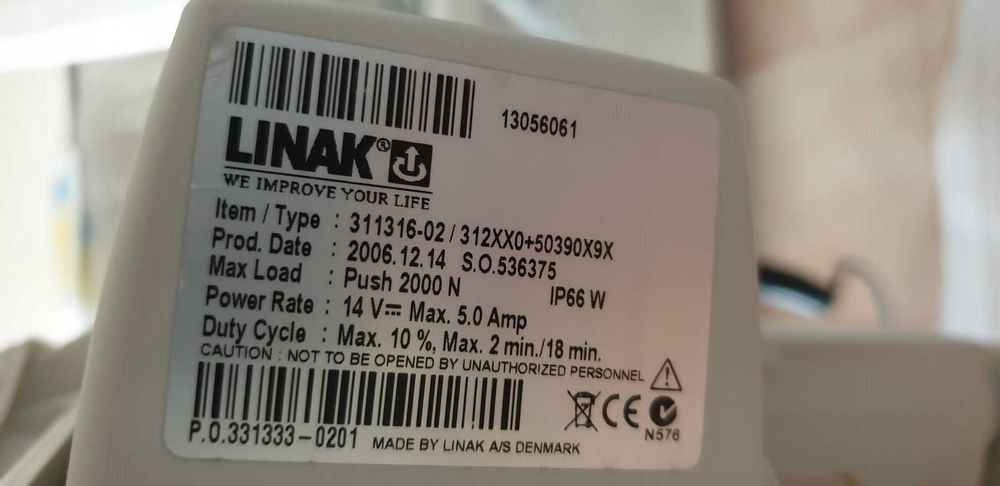 13056061
LINAK®
WE IMPROVE YOUR LIFE
Item / Type : 311316-02 / 312XX0+50390X9X
Prod. Date : 2006.12.14 S.O.536375
Max Load : Push 2000 N IP66 W
Power Rate : 14 V⎓ Max. 5.0 Amp
Duty Cycle : Max. 10 %, Max. 2 min./18 min.
CAUTION : NOT TO BE OPENED BY UNAUTHORIZED PERSONNEL
CE
N576
P.O.331333-0201 MADE BY LINAK A/S DENMARK